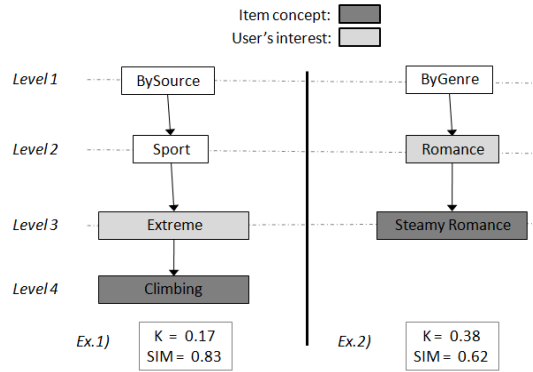 Item concept:
User's interest:
Level 1
BySource
ByGenre
Level 2
Sport
Romance
Level 3
Extreme
Steamy Romance
Level 4
Climbing
Ex.1)
K = 0.17
SIM = 0.83
Ex.2)
K = 0.38
SIM = 0.62